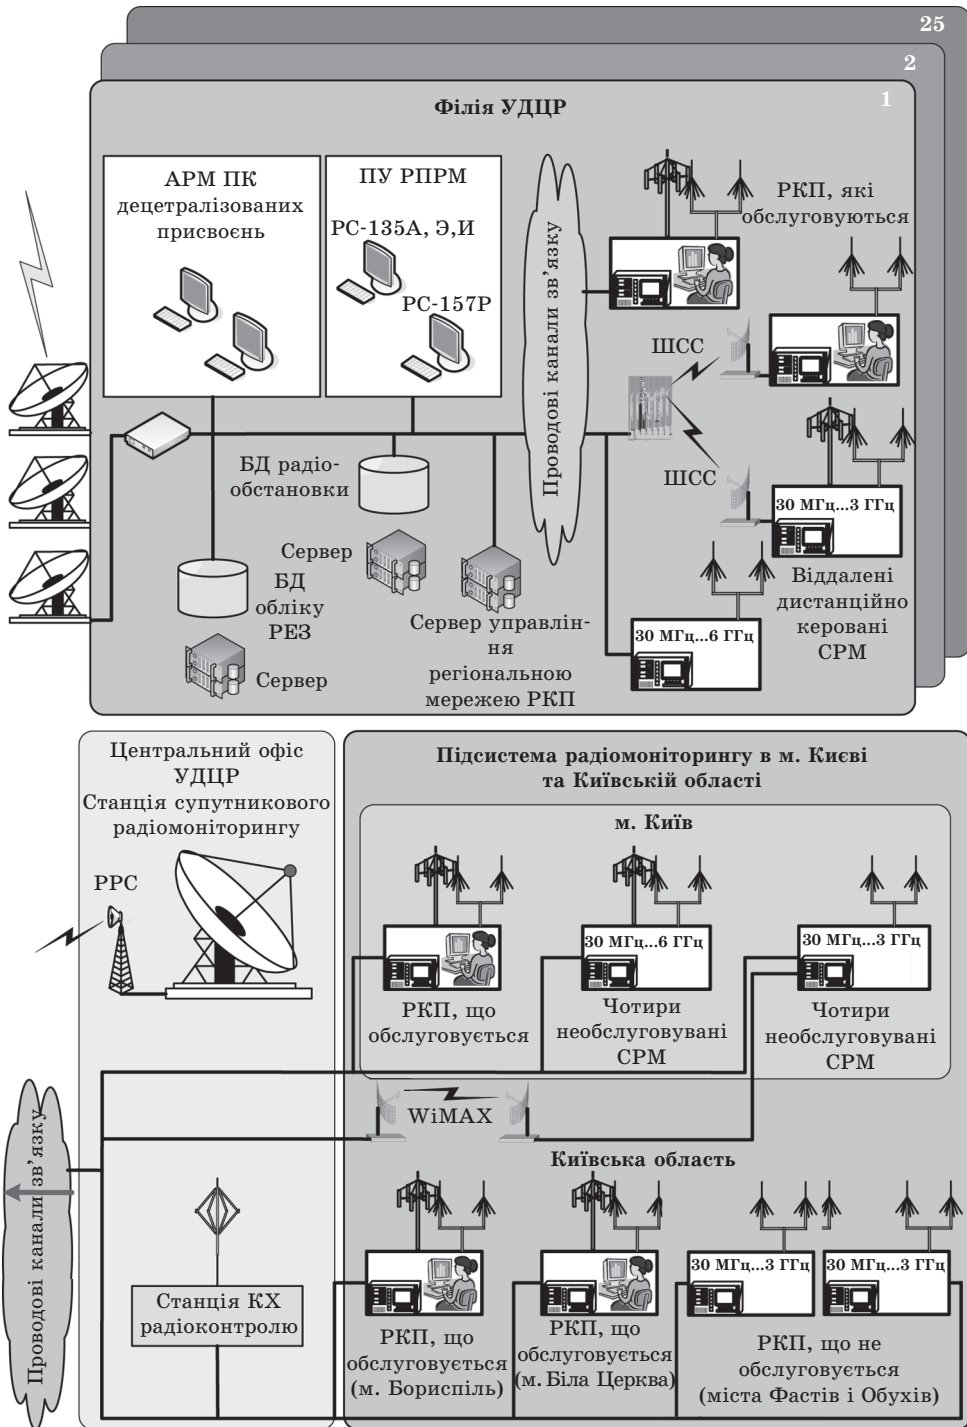 25
2
1
Філія УДЦР
АРМ ПК
децетралізованих
присвоєнь
ПУ РПРМ
РС-135А, Э,И
РС-157Р
Проводові канали зв’язку
РКП, які
обслуговуються
ШСС
ШСС
30 МГц...3 ГГц
Віддалені
дистанційно
керовані
СРМ
30 МГц...6 ГГц
БД радіо-
обстановки
Сервер
БД
обліку
РЕЗ
Сервер
Сервер управлін-
ня
регіональною
мережею РКП
Центральний офіс
УДЦР
Станція супутникового
радіомоніторингу
РРС
Підсистема радіомоніторингу в м. Києві
та Київській області
м. Київ
30 МГц...6 ГГц
30 МГц...3 ГГц
РКП, що
обслуговується
Чотири
необслуговувані
СРМ
Чотири
необслуговувані
СРМ
WiMAX
Київська область
Проводові канали зв’язку
Станція КХ
радіоконтролю
30 МГц...3 ГГц
30 МГц...3 ГГц
РКП, що
обслуговується
(м. Бориспіль)
РКП, що
обслуговується
(м. Біла Церква)
РКП, що не
обслуговується
(міста Фастів і Обухів)